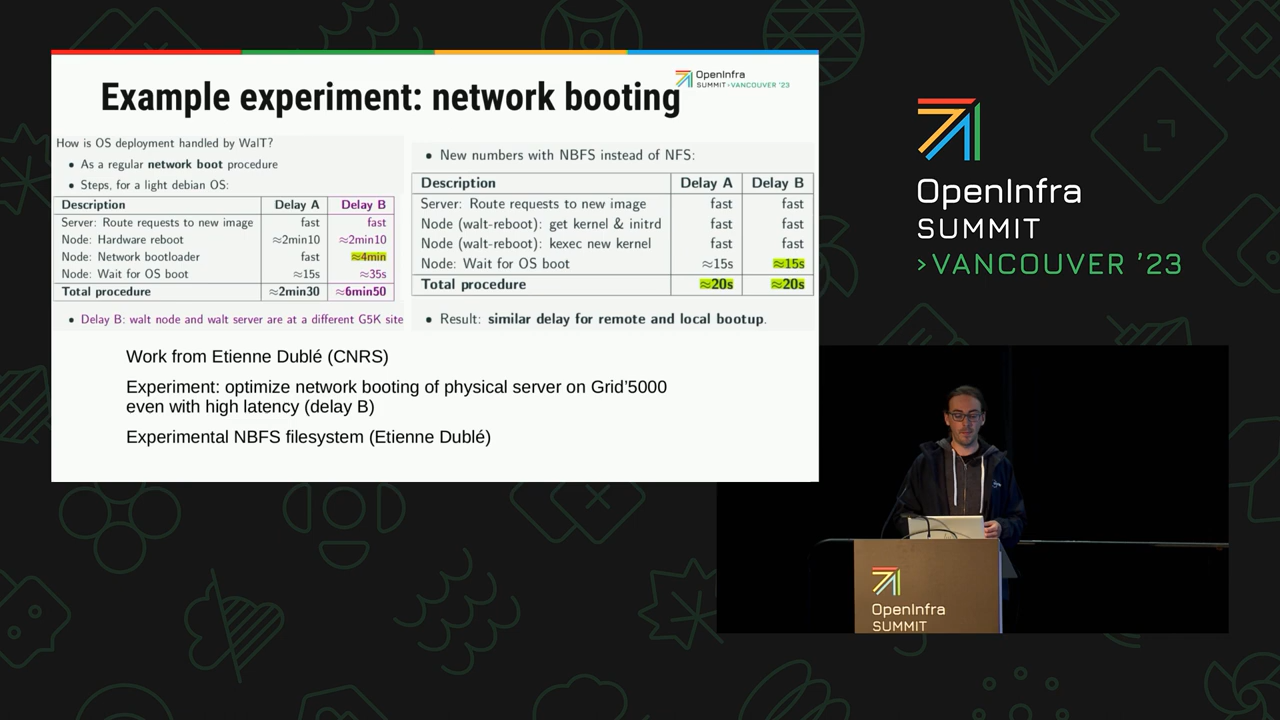 Example experiment: network booting
OpenInfra
SUMMIT ›VANCOUVER '23
How is OS deployment handled by WalT?
• As a regular network boot procedure
• Steps, for a light debian OS:
Description Delay A Delay B
Server: Route requests to new image fast fast
Node: Hardware reboot ≈2min10 ≈2min10
Node: Network bootloader fast ≈4min
Node: Wait for OS boot ≈15s ≈35s
Total procedure ≈2min30 ≈6min50
• Delay B: walt node and walt server are at a different G5K site
• New numbers with NBFS instead of NFS:
Description Delay A Delay B
Server: Route requests to new image fast fast
Node (walt-reboot): get kernel & initrd fast fast
Node (walt-reboot): kexec new kernel fast fast
Node: Wait for OS boot ≈15s ≈15s
Total procedure ≈20s ≈20s
• Result: similar delay for remote and local bootup.
Work from Etienne Dublé (CNRS)
Experiment: optimize network booting of physical server on Grid'5000
even with high latency (delay B)
Experimental NBFS filesystem (Etienne Dublé)
OpenInfra
SUMMIT
›VANCOUVER '23
OpenInfra
SUMMIT